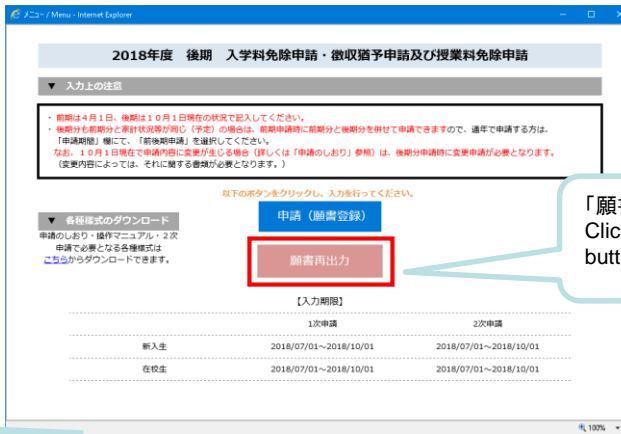 メニュー / Menu - Internet Explorer
2018年度 後期 入学料免除申請・徴収猶予申請及び授業料免除申請
▼ 入力上の注意
・前期は4月1日、後期は10月1日現在の状況で記入してください。
・後期分も前期分と家計状況等が同じ(予定)の場合は、前期申請時に前期分と後期分を併せて申請できますので、通年で申請する方は、
「申請期間」欄にて、「前後期申請」を選択してください。
なお、10月1日現在で申請内容に変更が生じる場合(詳しくは「申請のしおり」参照)は、後期分申請時に変更申請が必要となります。
(変更内容によっては、それに関する書類が必要となります。)
以下のボタンをクリックし、入力を行ってください。
申請(願書登録)
▼ 各種様式のダウンロード
申請のしおり・操作マニュアル・2次
申請で必要となる各種様式は
こちらからダウンロードできます。
願書再出力
「願
Clic
butt
【入力期限】
1次申請 2次申請
新入生 2018/07/01~2018/10/01 2018/07/01~2018/10/01
在校生 2018/07/01~2018/10/01 2018/07/01~2018/10/01
100%